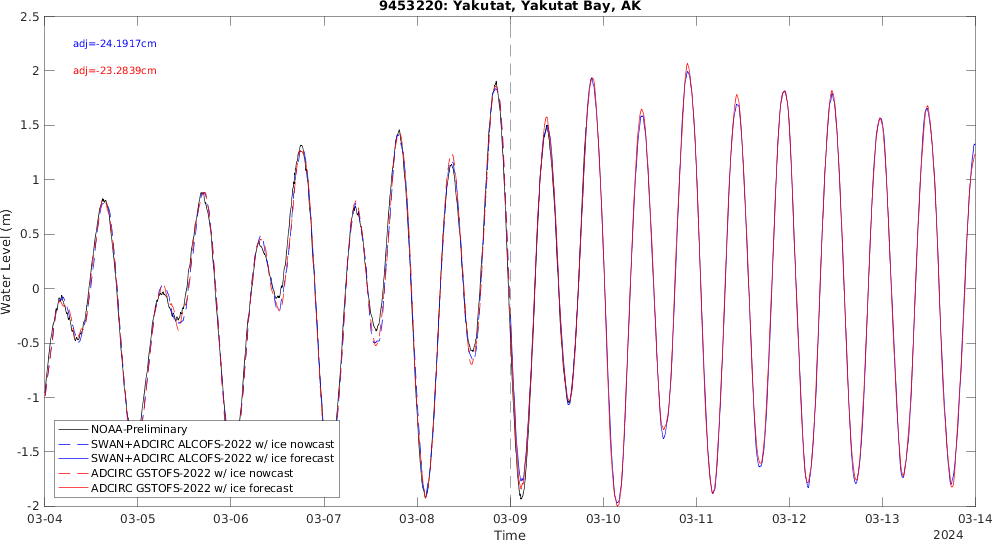 9453220: Yakutat, Yakutat Bay, AK
adj=-24.1917cm
adj=-23.2839cm
Water Level (m)
2.5
2
1.5
1
0.5
0
-0.5
-1
-1.5
-2
NOAA-Preliminary
SWAN+ADCIRC ALCOFS-2022 w/ ice nowcast
SWAN+ADCIRC ALCOFS-2022 w/ ice forecast
ADCIRC GSTOFS-2022 w/ ice nowcast
ADCIRC GSTOFS-2022 w/ ice forecast
03-04 03-05 03-06 03-07 03-08 03-09 03-10 03-11 03-12 03-13 03-14
Time
2024